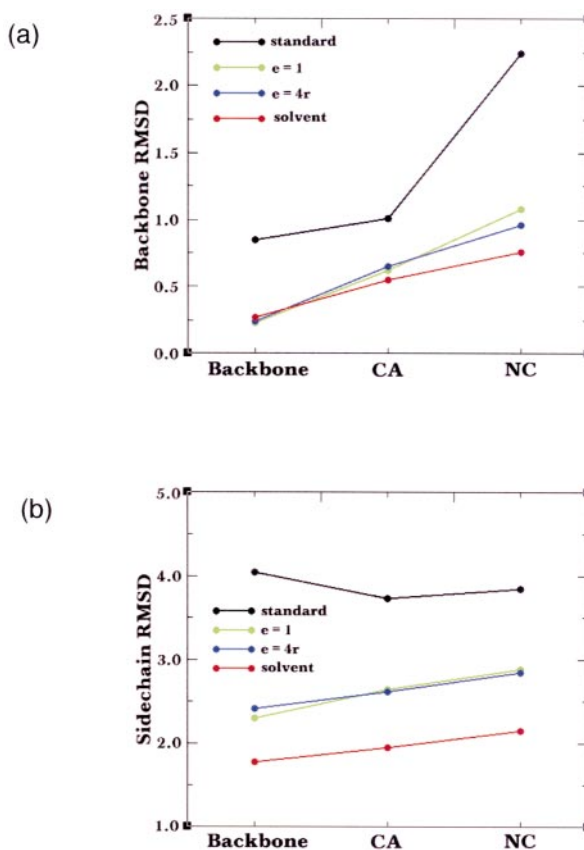 (a)
Backbone RMSD
2.5
2.0
1.5
1.0
0.5
0.0
standard
e = 1
e = 4r
solvent
Backbone CA NC
(b)
Sidechain RMSD
5.0
4.0
3.0
2.0
1.0
standard
e = 1
e = 4r
solvent
Backbone CA NC